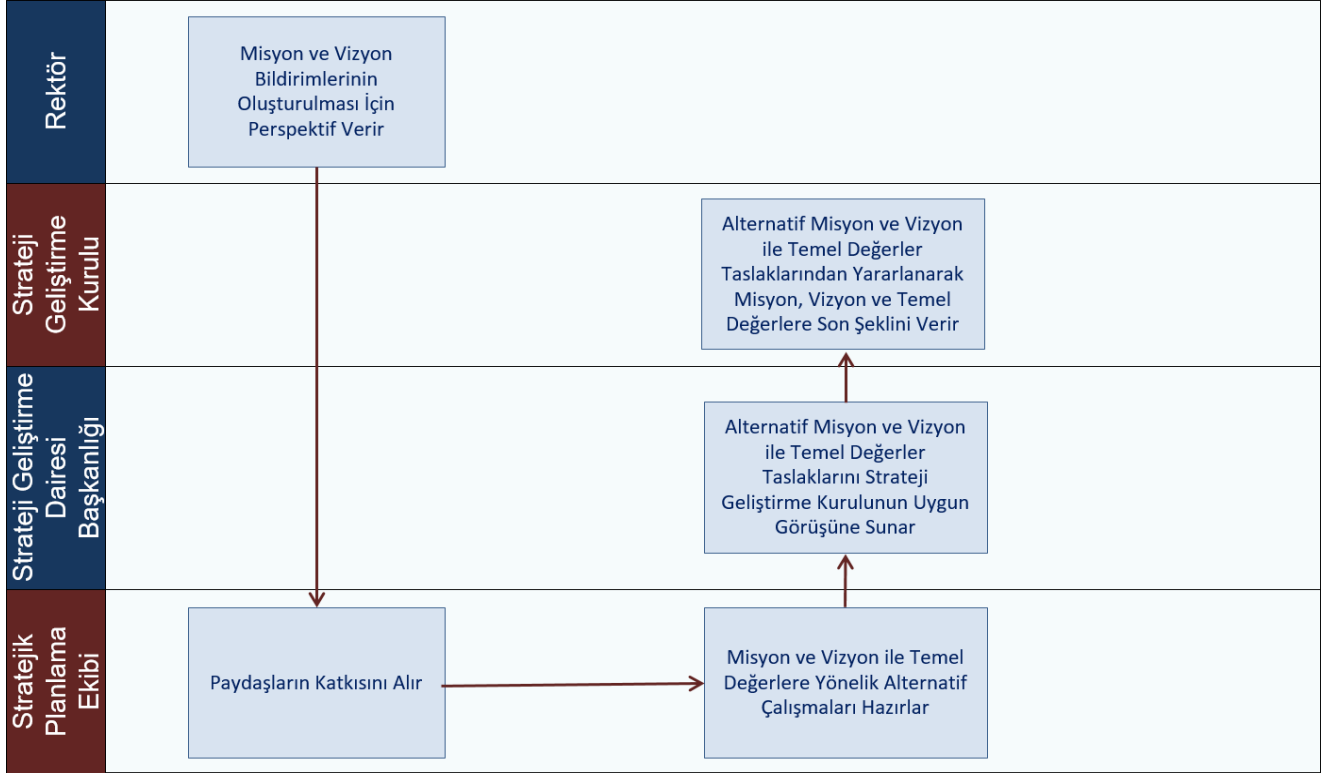 Rektör
Misyon ve Vizyon
Bildirimlerinin
Oluşturulması İçin
Perspektif Verir
Strateji
Geliştirme
Kurulu
Alternatif Misyon ve Vizyon
ile Temel Değerler
Taslaklarından Yararlanarak
Misyon, Vizyon ve Temel
Değerlere Son Şeklini Verir
Strateji Geliştirme
Dairesi
Başkanlığı
Alternatif Misyon ve Vizyon
ile Temel Değerler
Taslaklarını Strateji
Geliştirme Kurulunun Uygun
Görüşüne Sunar
Stratejik
Planlama
Ekibi
Paydaşların Katkısını Alır
Misyon ve Vizyon ile Temel
Değerlere Yönelik Alternatif
Çalışmaları Hazırlar